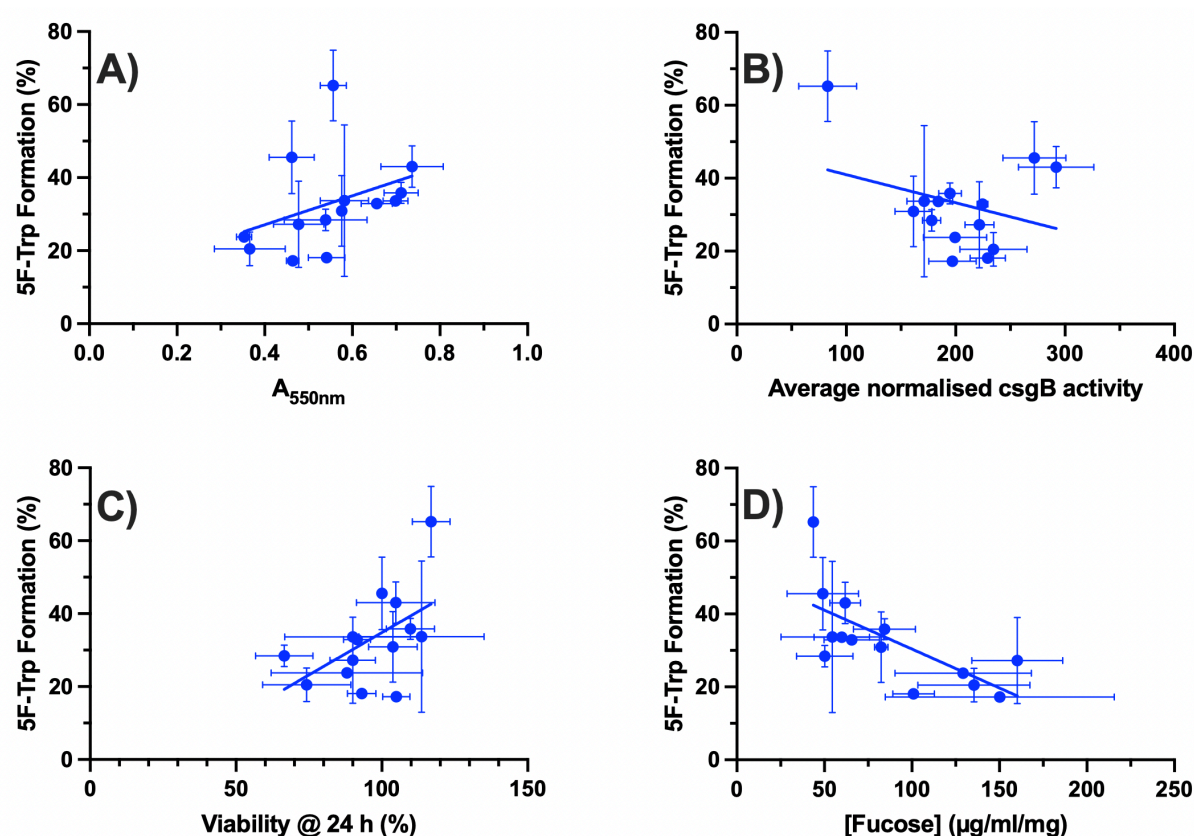 A)
5F-Trp Formation (%)
80
60
40
20
0
0.0 0.2 0.4 0.6 0.8 1.0
A550nm
B)
5F-Trp Formation (%)
80
60
40
20
0
0 100 200 300 400
Average normalised csgB activity
C)
5F-Trp Formation (%)
80
60
40
20
0
0 50 100 150
Viability @ 24 h (%)
D)
5F-Trp Formation (%)
80
60
40
20
0
0 50 100 150 200 250
[Fucose] (µg/ml/mg)